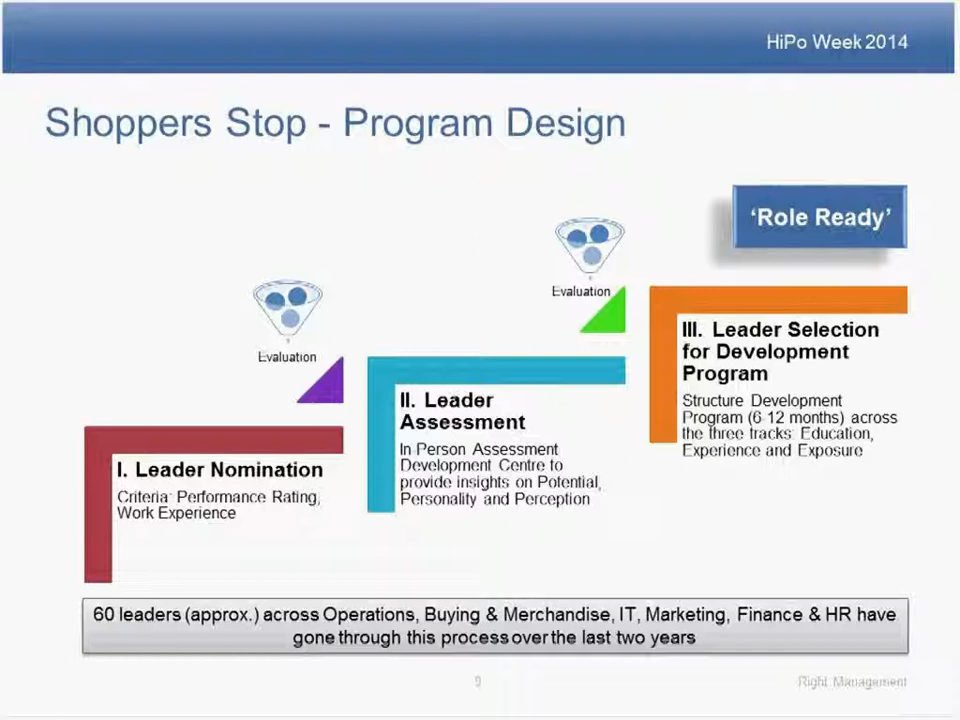 HiPo Week 2014
Shoppers Stop - Program Design
'Role Ready'
Evaluation
III. Leader Selection
for Development
Program
Structure Development
Program (6-12 months) across
the three tracks: Education,
Experience and Exposure
Evaluation
II. Leader
Assessment
In Person Assessment
Development Centre to
provide insights on Potential,
Personality and Perception
I. Leader Nomination
Criteria: Performance Rating,
Work Experience
60 leaders (approx.) across Operations, Buying & Merchandise, IT, Marketing, Finance & HR have
gone through this process over the last two years
9
Right Management